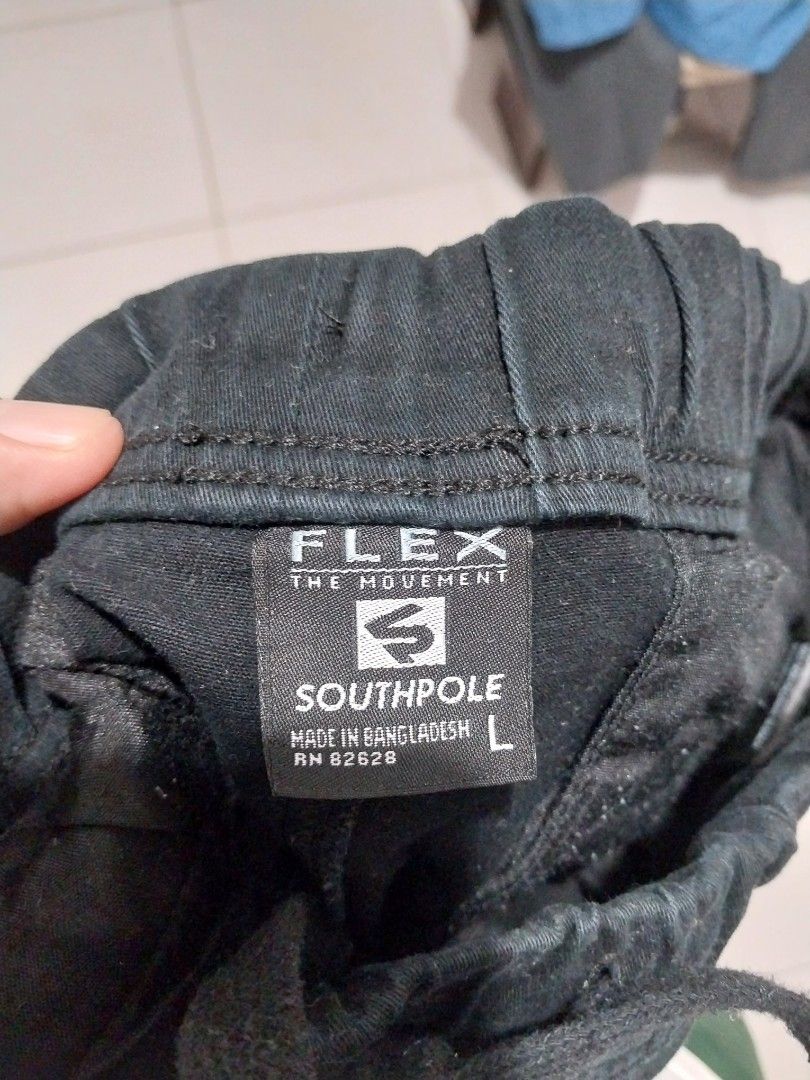 FLEX
THE MOVEMENT
SOUTHPOLE
MADE IN BANGLADESH L
RN 82628